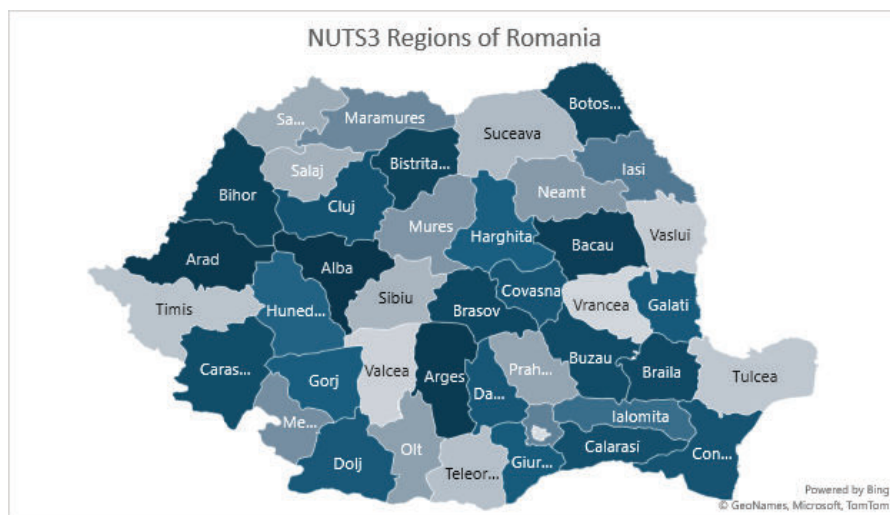 NUTS3 Regions of Romania
Sa...
Maramures
Suceava
Botos...
Salaj
Bistrita...
Neamt
Iasi
Bihor
Cluj
Mures
Harghita
Bacau
Vaslui
Arad
Alba
Timis
Huned...
Sibiu
Brasov
Covasna
Vrancea
Galati
Caras...
Gorj
Valcea
Arges
Da...
Prah...
Buzau
Braila
Tulcea
Me...
Ialomita
Dolj
Olt
Teleor...
Giur...
Calarasi
Con...
Powered by Bing
© GeoNames, Microsoft, TomTom